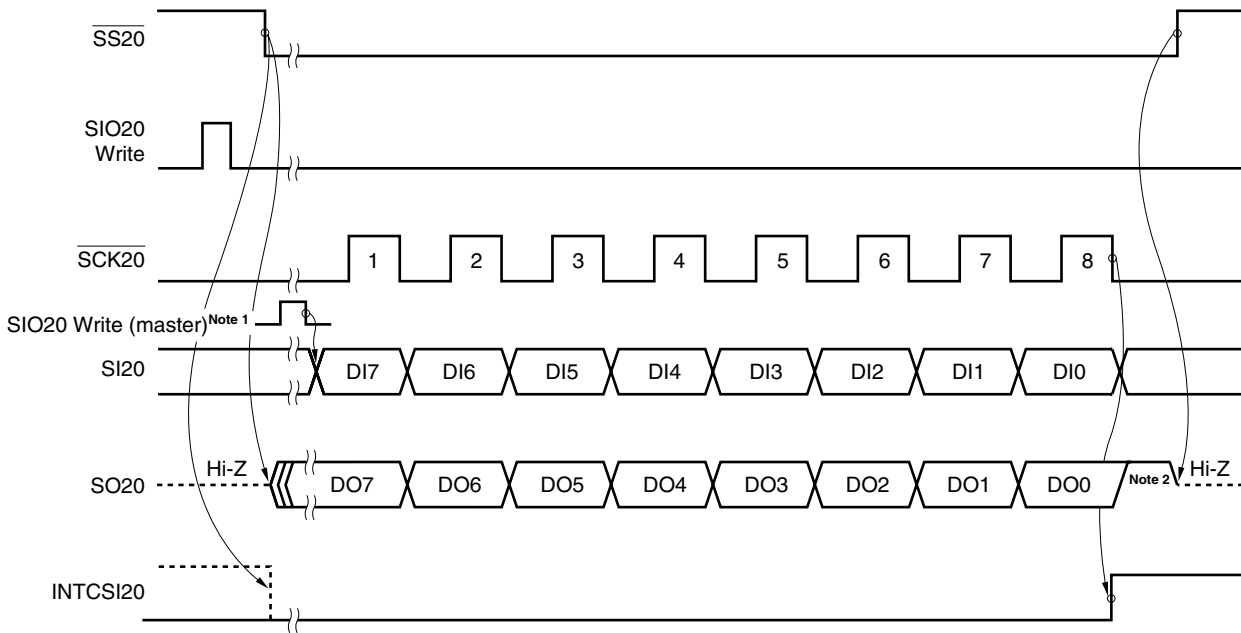 SS20
SIO20
Write
SCK20
1 2 3 4 5 6 7 8
SIO20 Write (master)Note 1
SI20
DI7 DI6 DI5 DI4 DI3 DI2 DI1 DI0
Hi-Z
SO20
DO7 DO6 DO5 DO4 DO3 DO2 DO1 DO0
Note 2
Hi-Z
INTCSI20